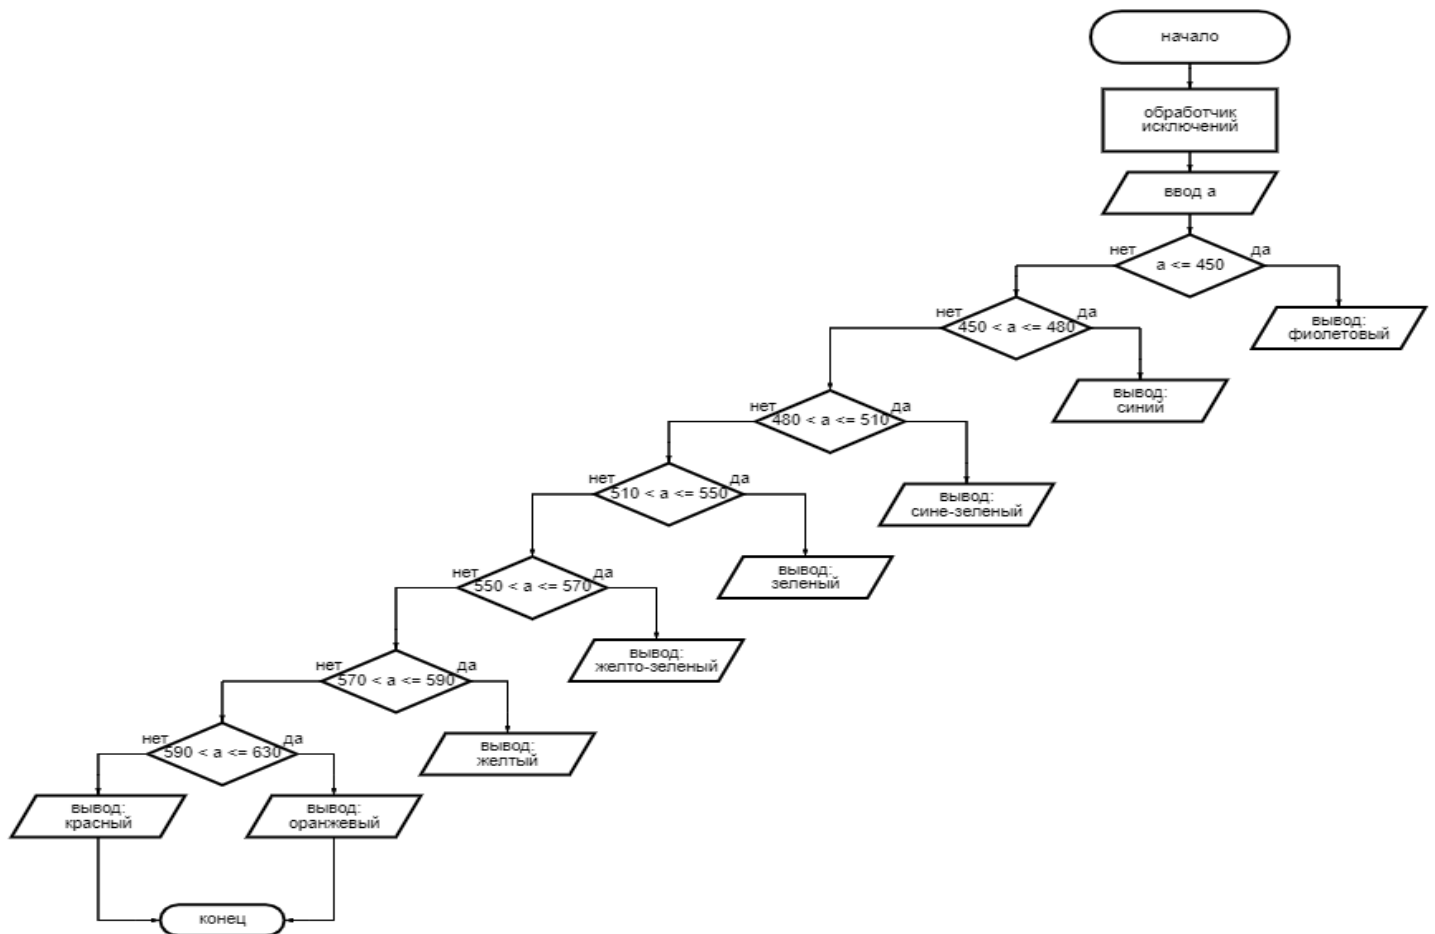 начало
обработчик
исключений
ввод a
нет
да
a <= 450
вывод:
фиолетовый
нет
да
450 < a <= 480
вывод:
синий
нет
да
480 < a <= 510
вывод:
сине-зеленый
нет
да
510 < a <= 550
вывод:
зеленый
нет
да
550 < a <= 570
вывод:
желто-зеленый
нет
да
570 < a <= 590
вывод:
желтый
нет
да
590 < a <= 630
вывод:
красный
вывод:
оранжевый
конец